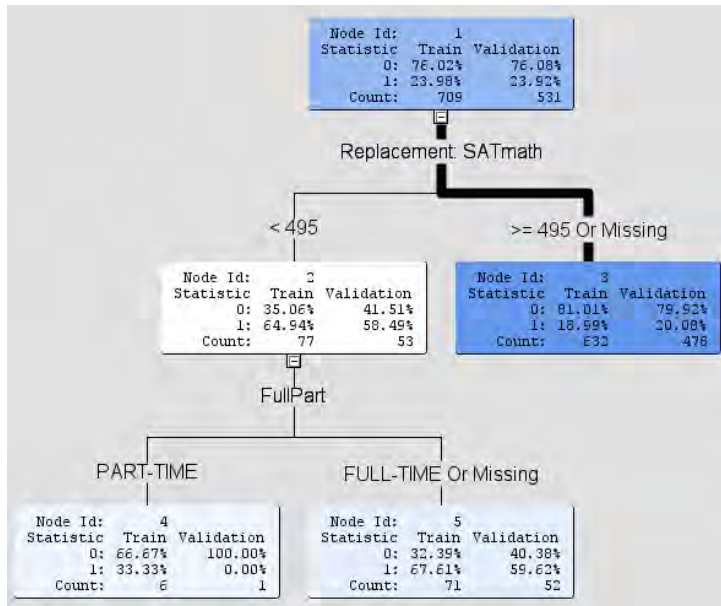 Node Id: 1
Statistic Train Validation
0: 76.02% 76.08%
1: 23.98% 23.92%
Count: 709 531
Replacement: SATmath
< 495
>= 495 Or Missing
Node Id: 2
Statistic Train Validation
0: 35.06% 41.51%
1: 64.94% 58.49%
Count: 77 53
Node Id: 3
Statistic Train Validation
0: 81.01% 79.92%
1: 18.99% 20.08%
Count: 632 478
FullPart
PART-TIME
FULL-TIME Or Missing
Node Id: 4
Statistic Train Validation
0: 66.67% 100.00%
1: 33.33% 0.00%
Count: 6 1
Node Id: 5
Statistic Train Validation
0: 32.39% 40.38%
1: 67.61% 59.62%
Count: 71 52